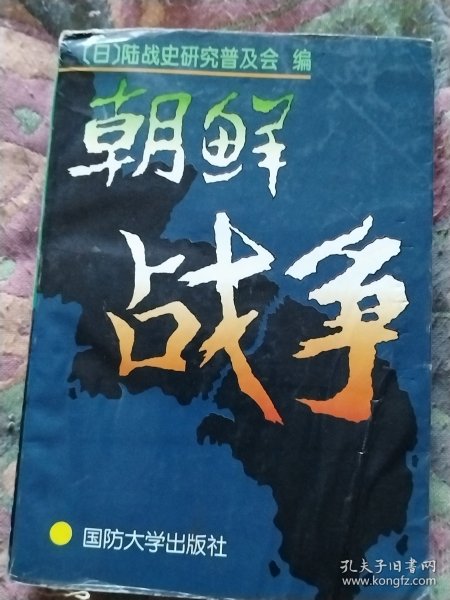 (日)陆战史研究普及会 编
朝鲜
战争
国防大学出版社
孔夫子旧书网
www.kongfz.com